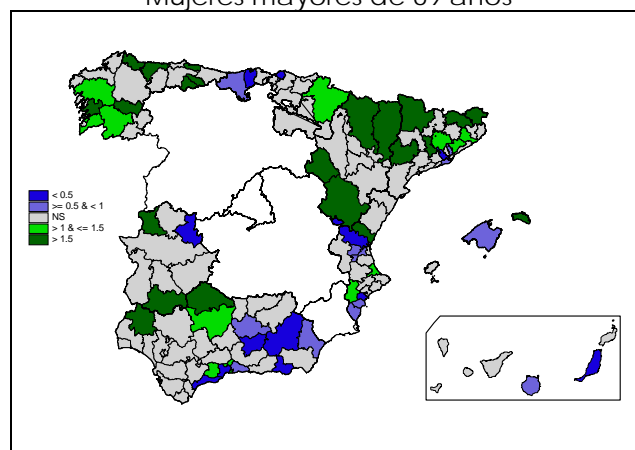 Mujeres mayores de 69 años
< 0.5
>= 0.5 & < 1
NS
> 1 & <= 1.5
> 1.5